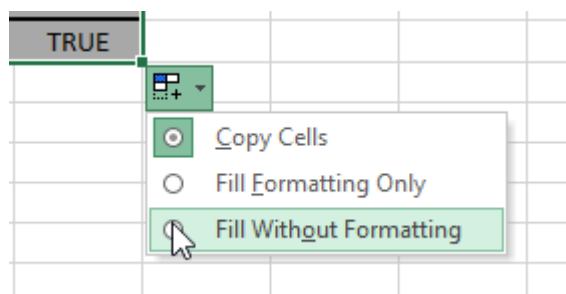 TRUE
Copy Cells
Fill Formatting Only
Fill Without Formatting